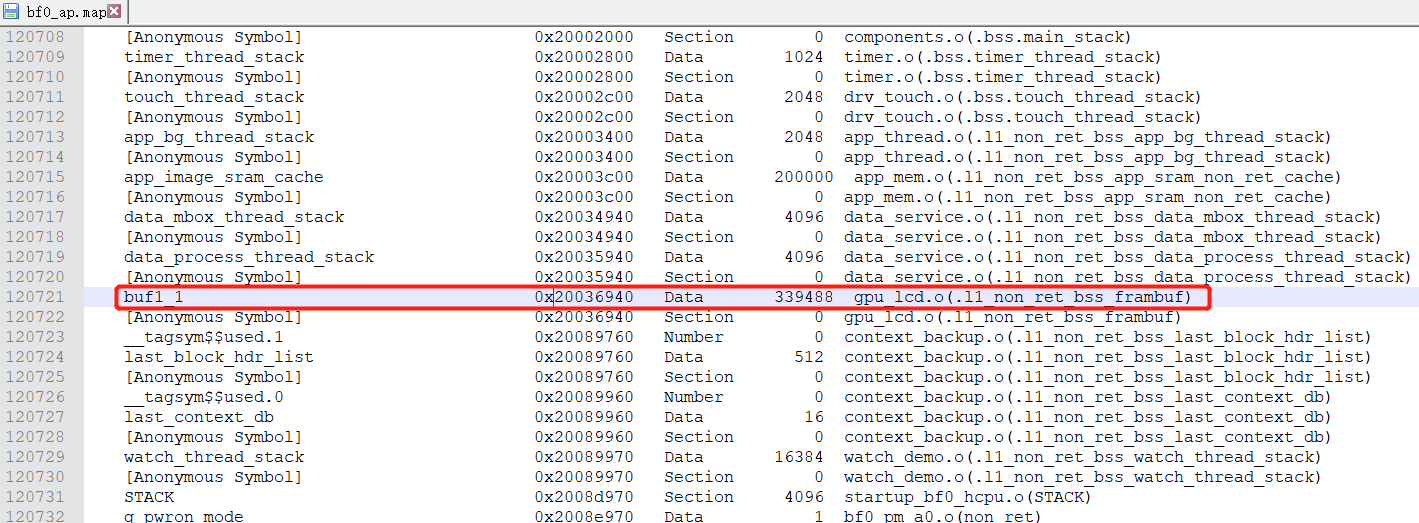 bf0_ap.map
120708 [Anonymous Symbol] 0x20002000 Section 0 components.o(.bss.main_stack)
120709 timer_thread_stack 0x20002800 Data 1024 timer.o(.bss.timer_thread_stack)
120710 [Anonymous Symbol] 0x20002800 Section 0 timer.o(.bss.timer_thread_stack)
120711 touch_thread_stack 0x20002c00 Data 2048 drv_touch.o(.bss.touch_thread_stack)
120712 [Anonymous Symbol] 0x20002c00 Section 0 drv_touch.o(.bss.touch_thread_stack)
120713 app_bg_thread_stack 0x20003400 Data 2048 app_thread.o(.l1_non_ret_bss_app_bg_thread_stack)
120714 [Anonymous Symbol] 0x20003400 Section 0 app_thread.o(.l1_non_ret_bss_app_bg_thread_stack)
120715 app_image_sram_cache 0x20003c00 Data 200000 app_mem.o(.l1_non_ret_bss_app_sram_non_ret_cache)
120716 [Anonymous Symbol] 0x20003c00 Section 0 app_mem.o(.l1_non_ret_bss_app_sram_non_ret_cache)
120717 data_mbox_thread_stack 0x20034940 Data 4096 data_service.o(.l1_non_ret_bss_data_mbox_thread_stack)
120718 [Anonymous Symbol] 0x20034940 Section 0 data_service.o(.l1_non_ret_bss_data_mbox_thread_stack)
120719 data_process_thread_stack 0x20035940 Data 4096 data_service.o(.l1_non_ret_bss_data_process_thread_stack)
120720 [Anonymous Symbol] 0x20035940 Section 0 data_service.o(.l1_non_ret_bss_data_process_thread_stack)
120721 buf1_1 0x20036940 Data 339488 gpu_lcd.o(.l1_non_ret_bss_frambuf)
120722 [Anonymous Symbol] 0x20036940 Section 0 gpu_lcd.o(.l1_non_ret_bss_frambuf)
120723 __tagsym$$used.1 0x20089760 Number 0 context_backup.o(.l1_non_ret_bss_last_block_hdr_list)
120724 last_block_hdr_list 0x20089760 Data 512 context_backup.o(.l1_non_ret_bss_last_block_hdr_list)
120725 [Anonymous Symbol] 0x20089760 Section 0 context_backup.o(.l1_non_ret_bss_last_block_hdr_list)
120726 __tagsym$$used.0 0x20089960 Number 0 context_backup.o(.l1_non_ret_bss_last_context_db)
120727 last_context_db 0x20089960 Data 16 context_backup.o(.l1_non_ret_bss_last_context_db)
120728 [Anonymous Symbol] 0x20089960 Section 0 context_backup.o(.l1_non_ret_bss_last_context_db)
120729 watch_thread_stack 0x20089970 Data 16384 watch_demo.o(.l1_non_ret_bss_watch_thread_stack)
120730 [Anonymous Symbol] 0x20089970 Section 0 watch_demo.o(.l1_non_ret_bss_watch_thread_stack)
120731 STACK 0x2008d970 Section 4096 startup_bf0_hcpu.o(STACK)
120732 g_pwron_mode 0x2008e970 Data 1 bf0_pm_a0.o(non_ret)